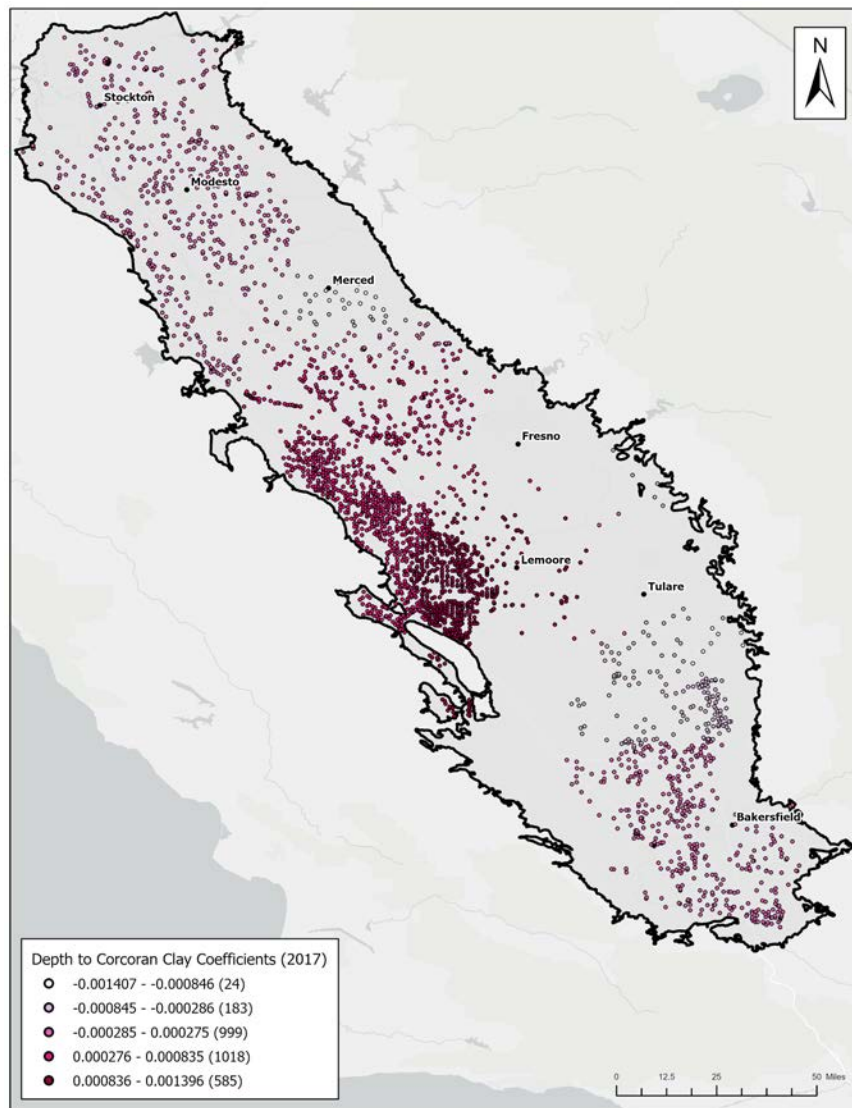 N
Stockton
Modesto
Merced
Fresno
Lemoore
Tulare
Bakersfield
Depth to Corcoran Clay Coefficients (2017)
-0.001407 - -0.000846 (24)
-0.000845 - -0.000286 (183)
-0.000285 - 0.000275 (999)
0.000276 - 0.000835 (1018)
0.000836 - 0.001396 (585)
0 12.5 25 50 Miles